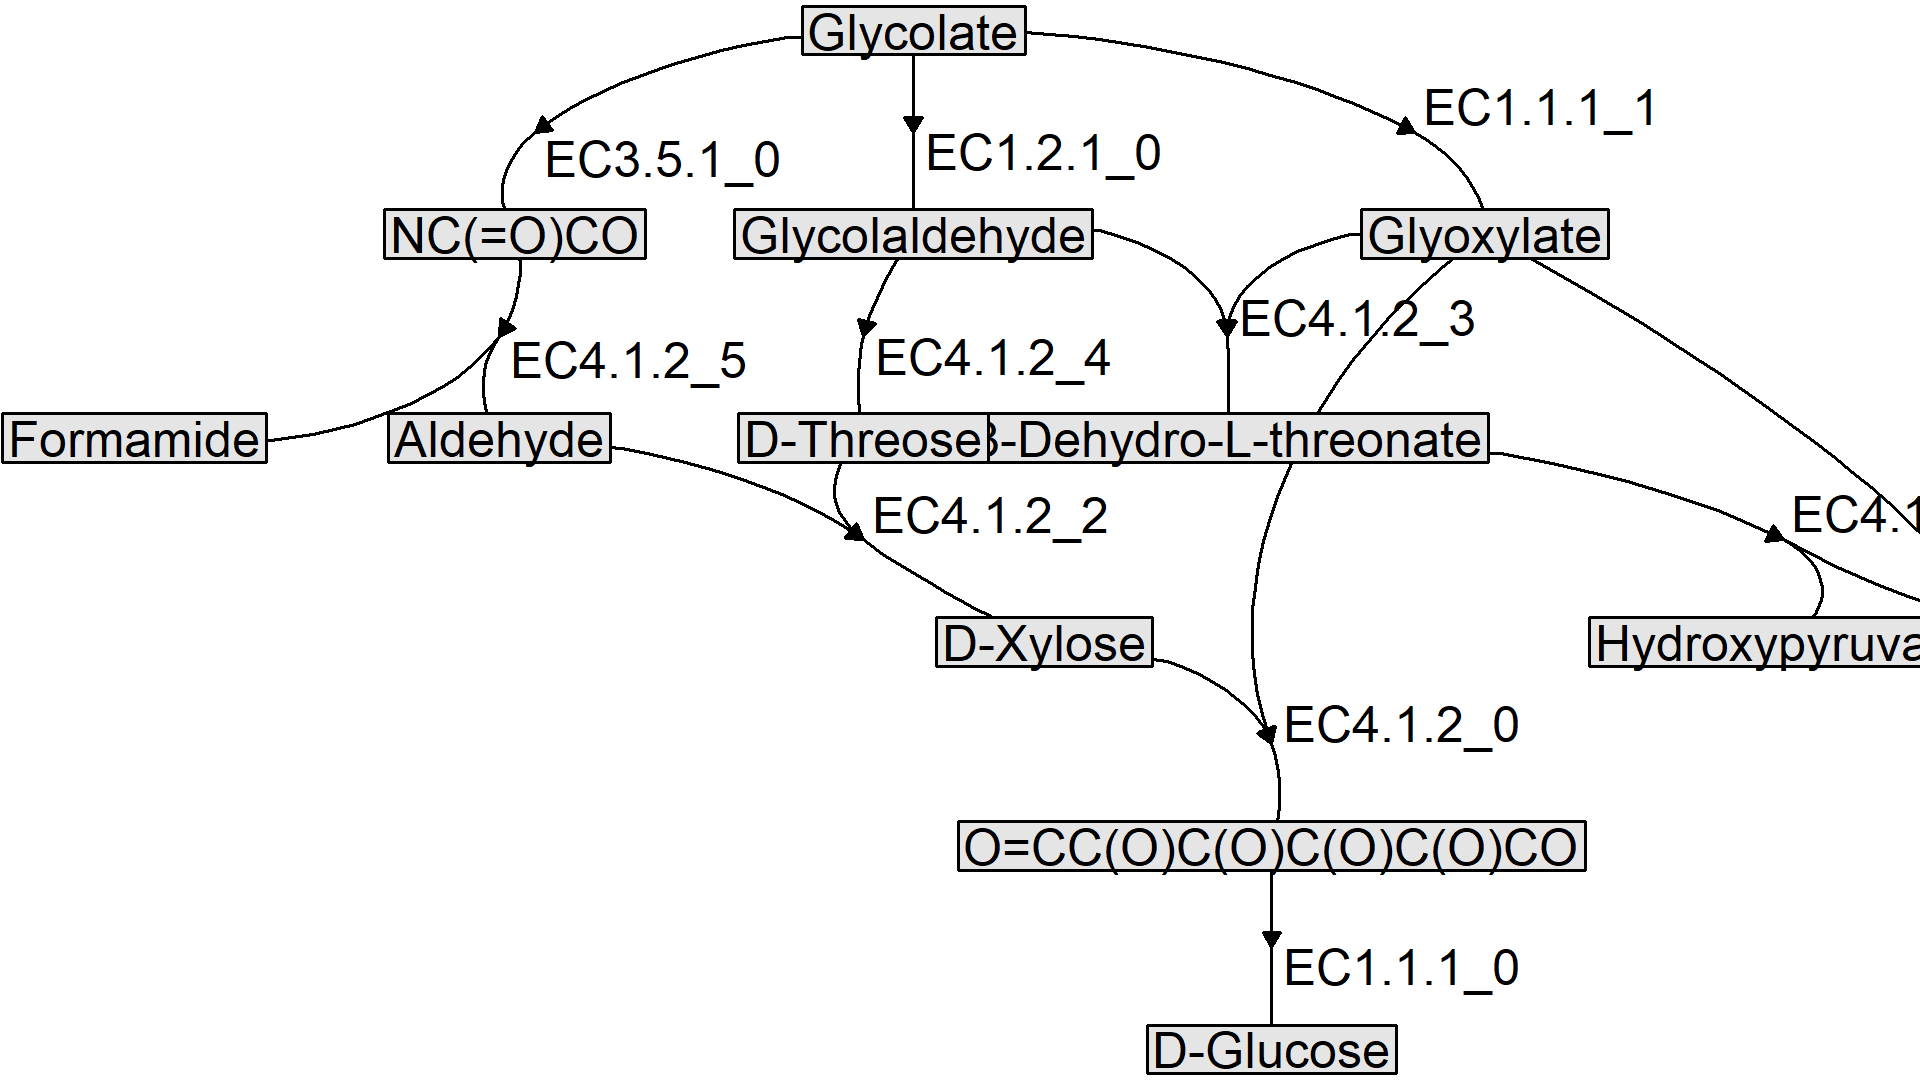 Glycolate
EC1.1.1_1
EC3.5.1_0
EC1.2.1_0
NC(=O)CO
Glycolaldehyde
Glyoxylate
EC4.1.2_3
EC4.1.2_5
EC4.1.2_4
Formamide
Aldehyde
D-Threose
3-Dehydro-L-threonate
EC4.1.2_2
EC4.1
D-Xylose
Hydroxypyruva
EC4.1.2_0
O=CC(O)C(O)C(O)C(O)CO
EC1.1.1_0
D-Glucose